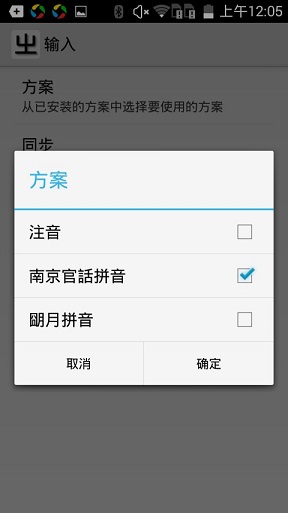 上午12:05
输入
方案
从已安装的方案中选择要使用的方案
同步
方案
注音
南京官話拼音
朙月拼音
取消
确定